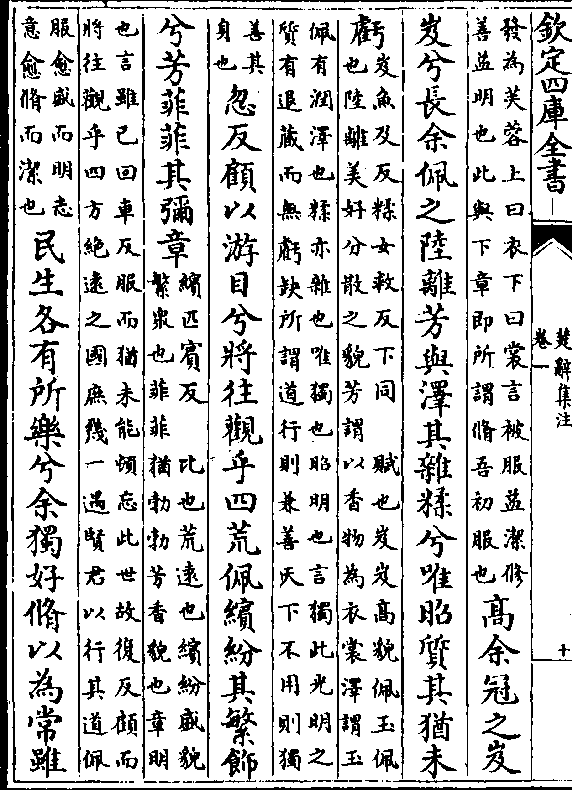 欽定四庫全書
楚辭集注
卷一
十
發為芙蓉上曰衣下曰裳言被服益潔修
善益明也此與下章即所謂脩吾初服也
高余冠之岌
岌兮長余佩之陸離芳與澤其雜糅兮唯昭質其猶未
虧
岌魚及反糅女救反下同 賦也岌岌高貌佩玉佩
也陸離美好分散之貌芳謂以香物為衣裳澤謂玉
佩有潤澤也糅亦雜也唯獨也昭明也言獨此光明之
質有退藏而無虧缺所謂道行則兼善天下不用則獨
善其
身也
忽反顧以游目兮將往觀乎四荒佩繽紛其繁飾
兮芳菲菲其彌章
繽匹賓反 比也荒遠也繽紛盛貌
繁衆也菲菲猶勃勃芳香貌也章明
也言雖已回車反服而猶未能頓忘此世故復反顧而
將往觀乎四方絶遠之國庶幾一遇賢君以行其道佩
服愈盛而明志
意愈脩而潔也
民生各有所樂兮余獨好脩以為常雖